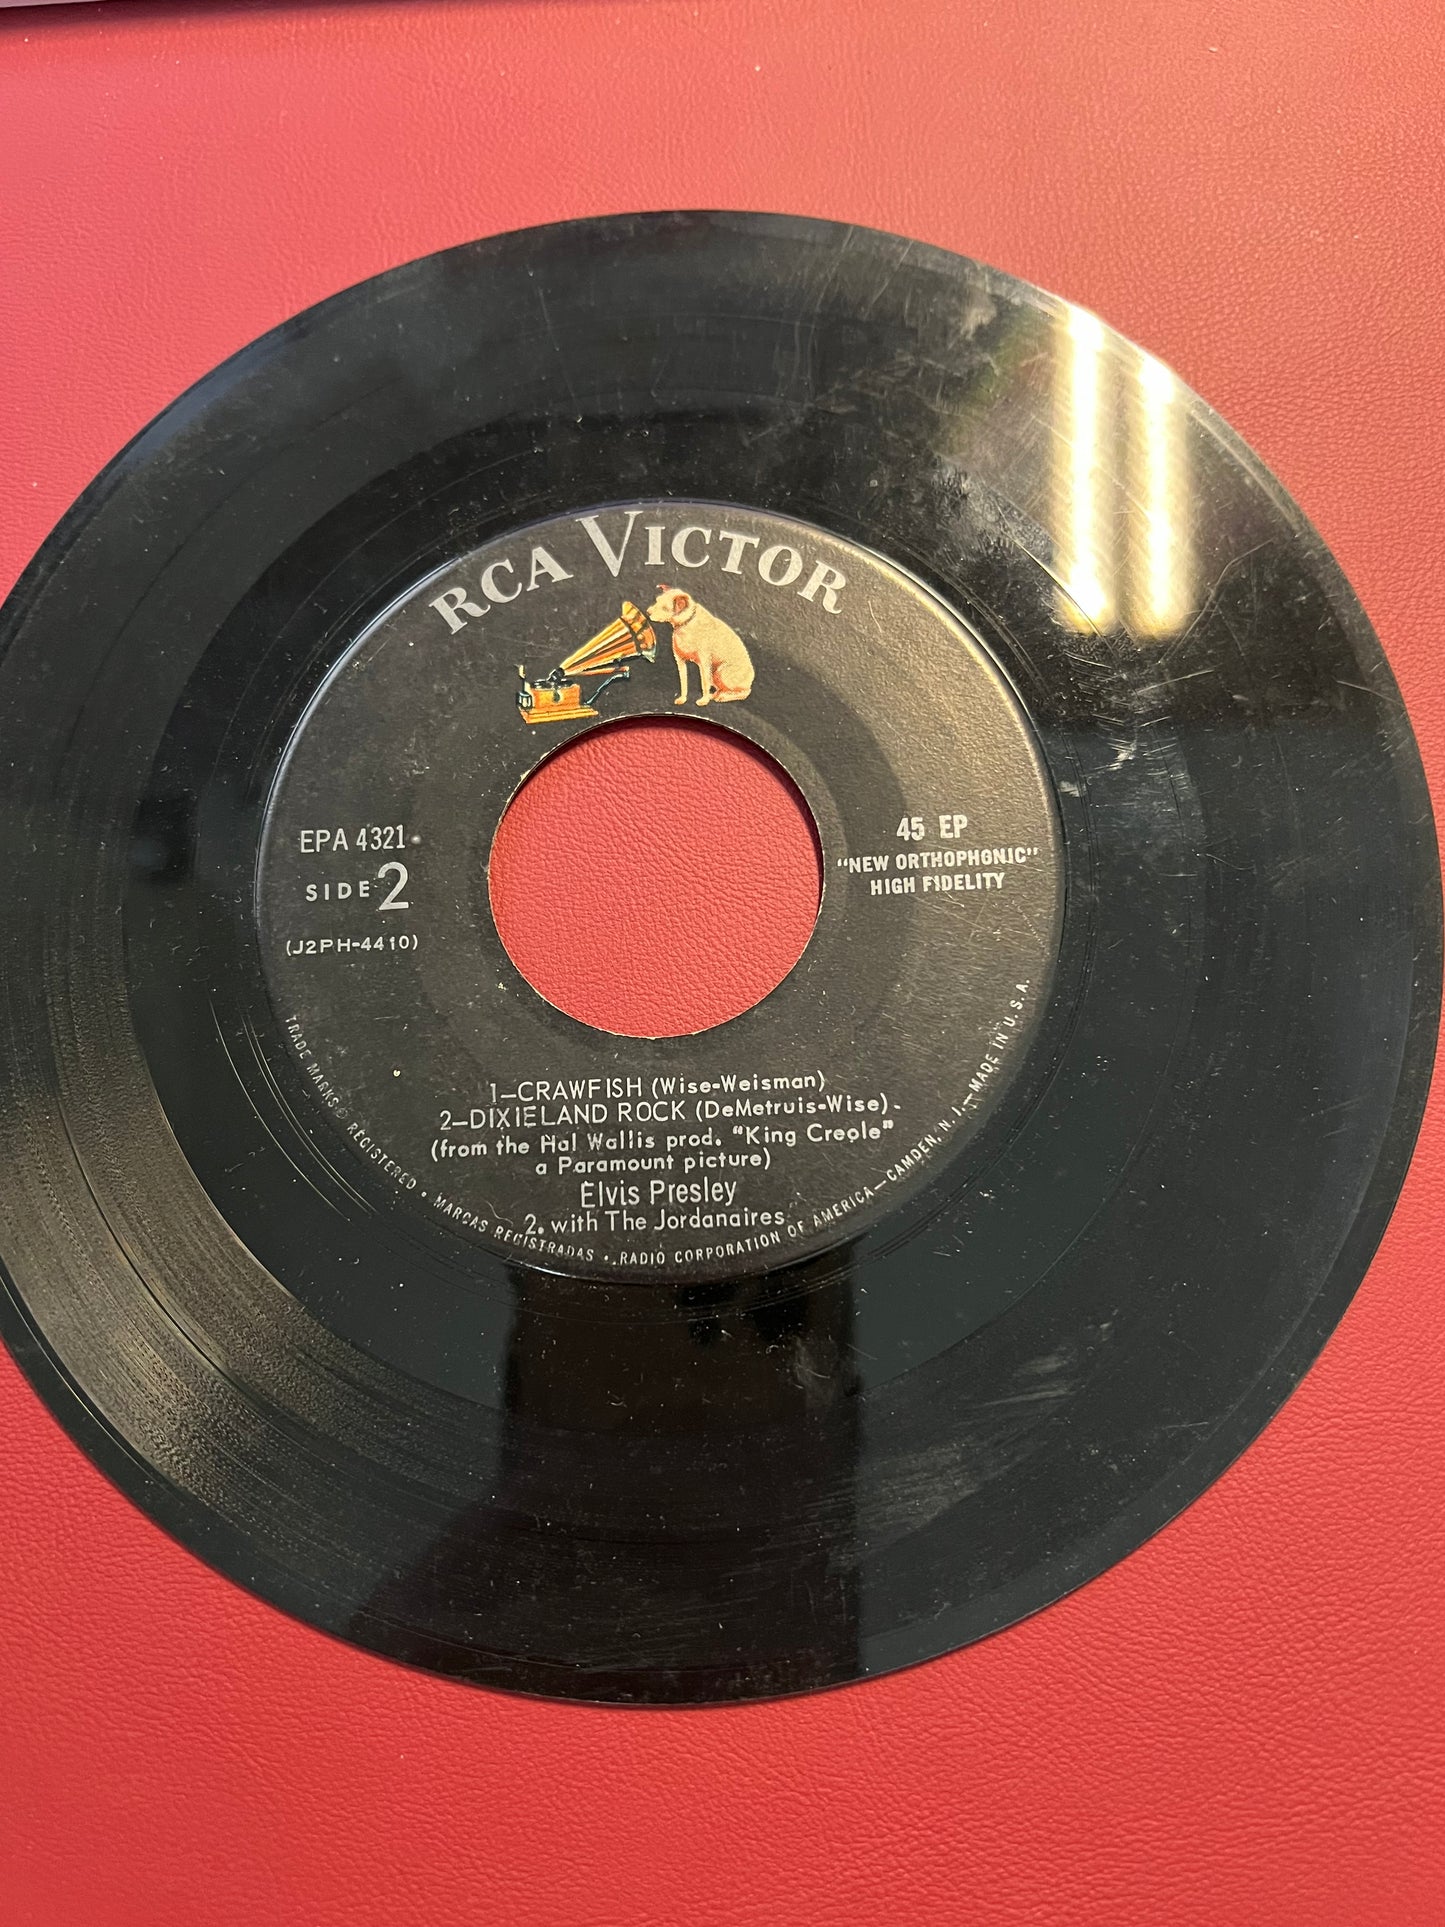 RCA VICTOR
EPA 4321
SIDE 2
(J2PH-4410)
45 EP
"NEW ORTHOPHONIC"
HIGH FIDELITY
1—CRAWFISH (Wise-Weisman)
2—DIXIELAND ROCK (DeMetruis-Wise)
(from the Hal Wallis prod. "King Creole"
a Paramount picture)
Elvis Presley
2. with The Jordanaires
TRADE MARKS ® REGISTERED • MARCAS REGISTRADAS • RADIO CORPORATION OF AMERICA—CAMDEN, N. J.—MADE IN U.S.A.